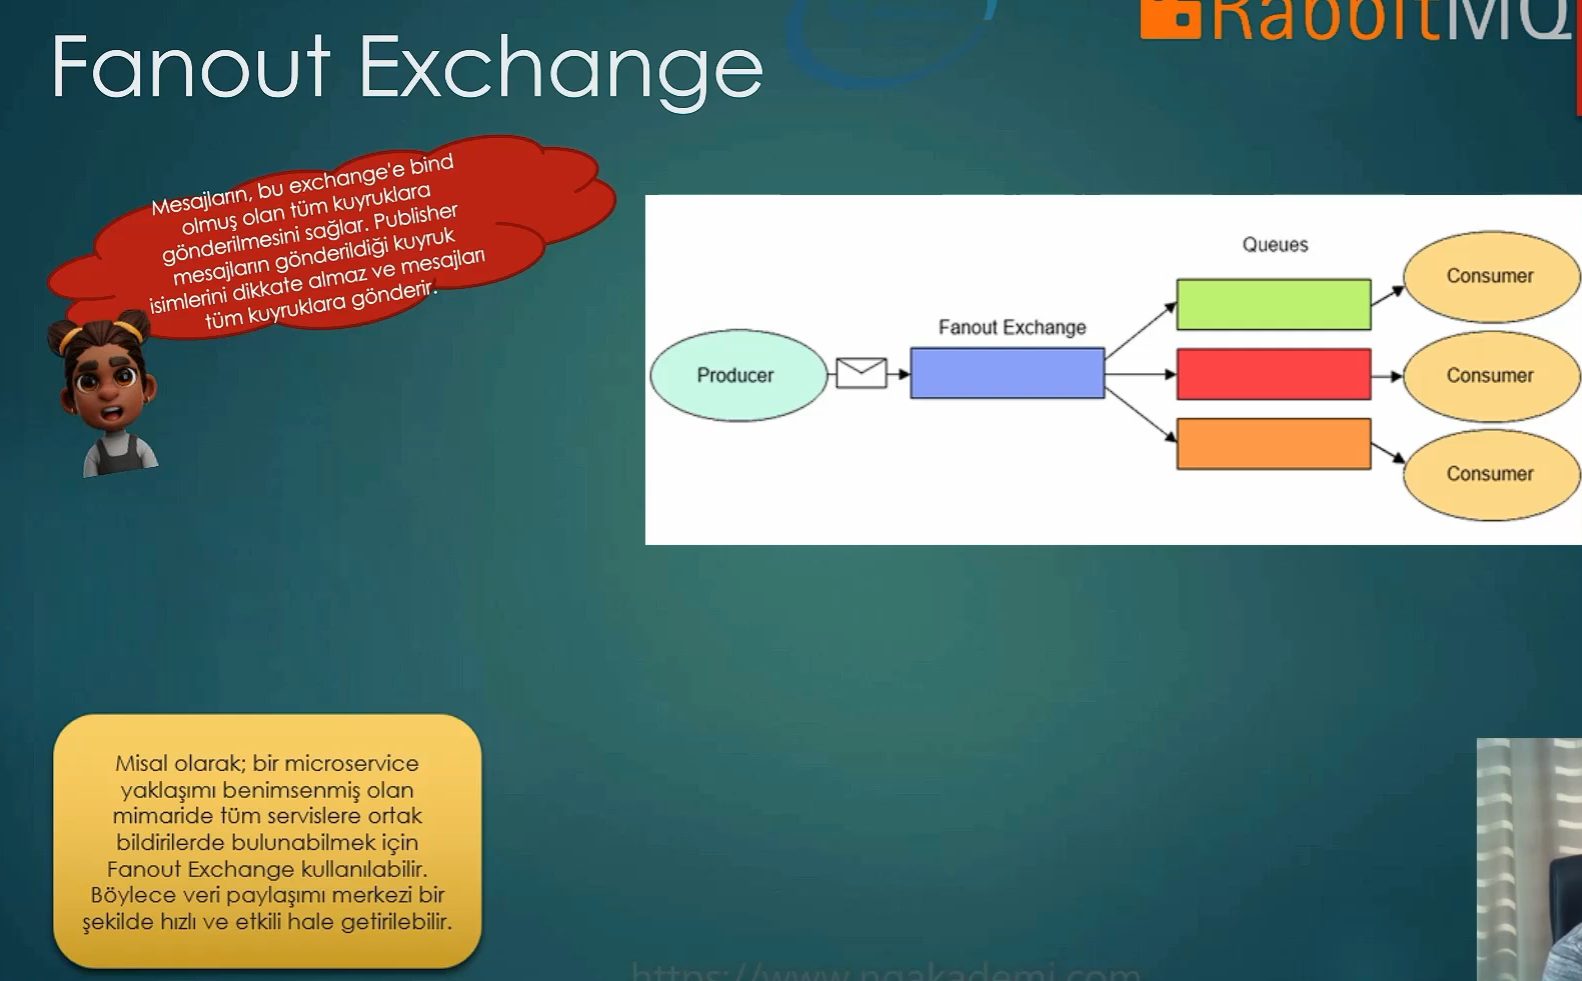 RabbitMQ
Fanout Exchange
Mesajların, bu exchange'e bind
olmuş olan tüm kuyruklara
gönderilmesini sağlar. Publisher
mesajların gönderildiği kuyruk
isimlerini dikkate almaz ve mesajları
tüm kuyruklara gönderir.
Queues
Fanout Exchange
Producer
Consumer
Consumer
Consumer
Misal olarak; bir microservice
yaklaşımı benimsenmiş olan
mimaride tüm servislere ortak
bildirilerde bulunabilmek için
Fanout Exchange kullanılabilir.
Böylece veri paylaşımı merkezi bir
şekilde hızlı ve etkili hale getirilebilir.
https://www.ngakademi.com